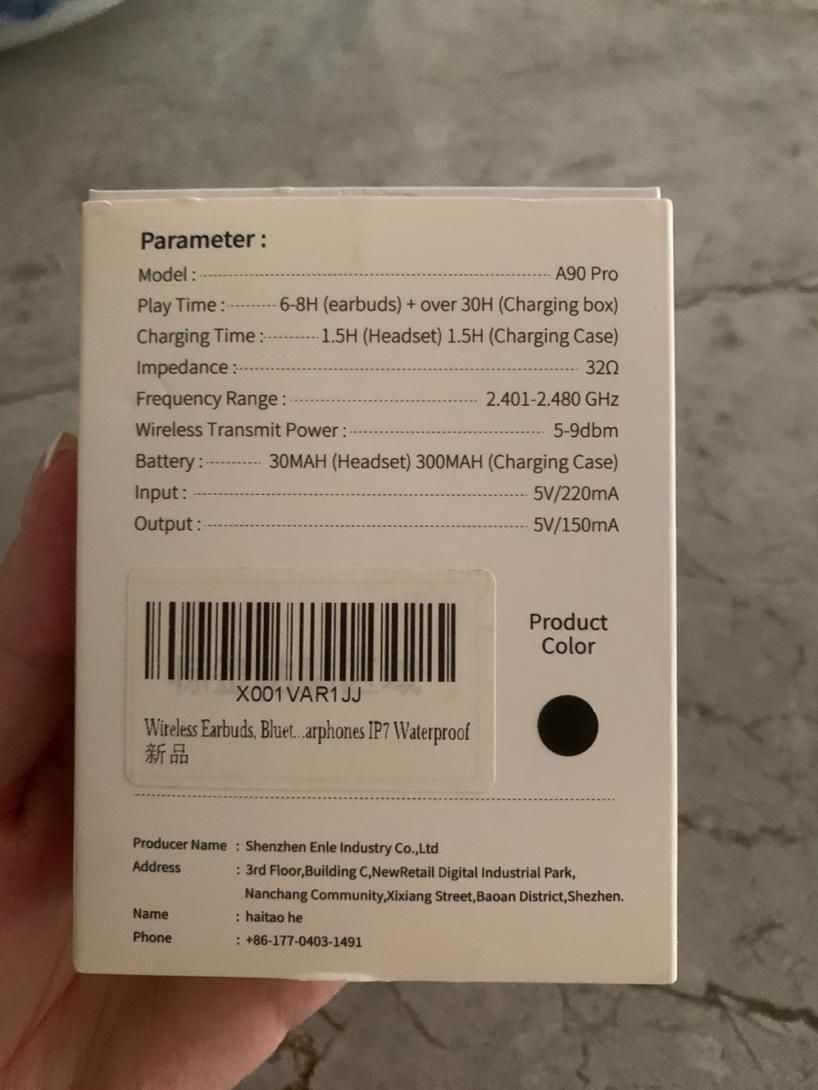 Parameter :
Model : A90 Pro
Play Time : 6-8H (earbuds) + over 30H (Charging box)
Charging Time : 1.5H (Headset) 1.5H (Charging Case)
Impedance : 32Ω
Frequency Range : 2.401-2.480 GHz
Wireless Transmit Power : 5-9dbm
Battery : 30MAH (Headset) 300MAH (Charging Case)
Input : 5V/220mA
Output : 5V/150mA
X001VAR1JJ
Wireless Earbuds, Bluet...arphones IP7 Waterproof
新品
Product
Color
Producer Name : Shenzhen Enle Industry Co.,Ltd
Address : 3rd Floor,Building C,NewRetail Digital Industrial Park,
Nanchang Community,Xixiang Street,Baoan District,Shezhen.
Name : haitao he
Phone : +86-177-0403-1491